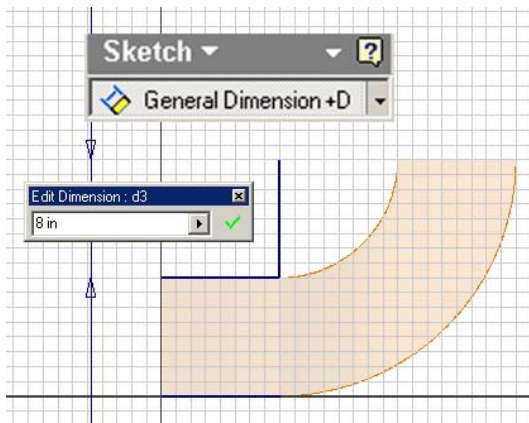 Sketch
General Dimension +D
Edit Dimension : d3
8 in